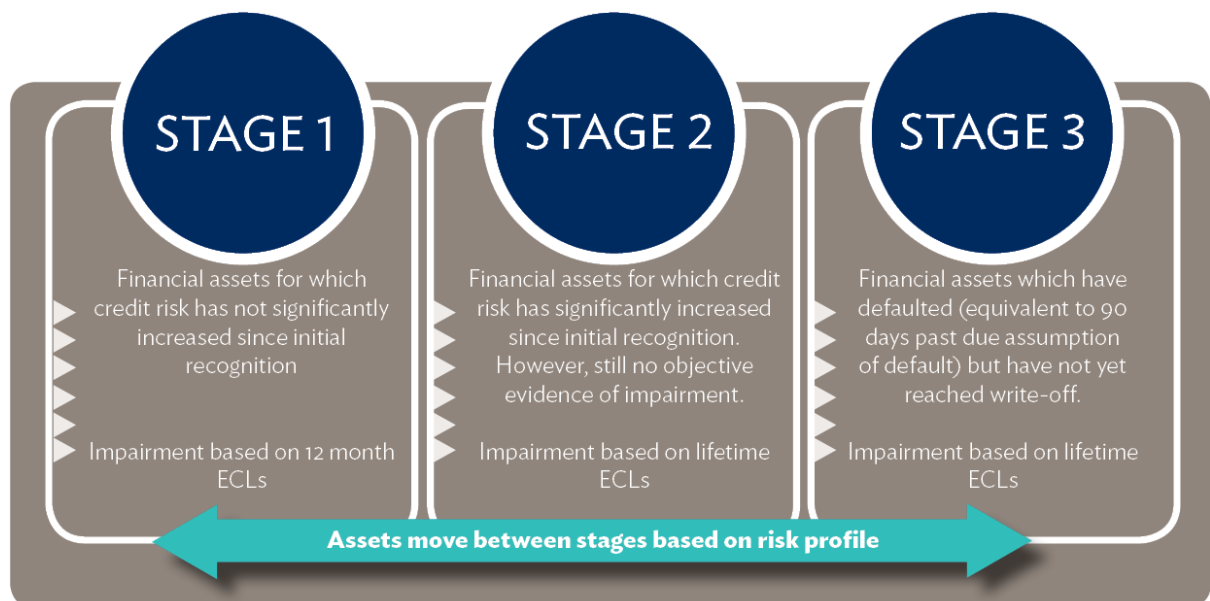 STAGE 1
Financial assets for which
credit risk has not significantly
increased since initial
recognition
Impairment based on 12 month
ECLs
STAGE 2
Financial assets for which credit
risk has significantly increased
since initial recognition.
However, still no objective
evidence of impairment.
Impairment based on lifetime
ECLs
STAGE 3
Financial assets which have
defaulted (equivalent to 90
days past due assumption
of default) but have not yet
reached write-off.
Impairment based on lifetime
ECLs
Assets move between stages based on risk profile